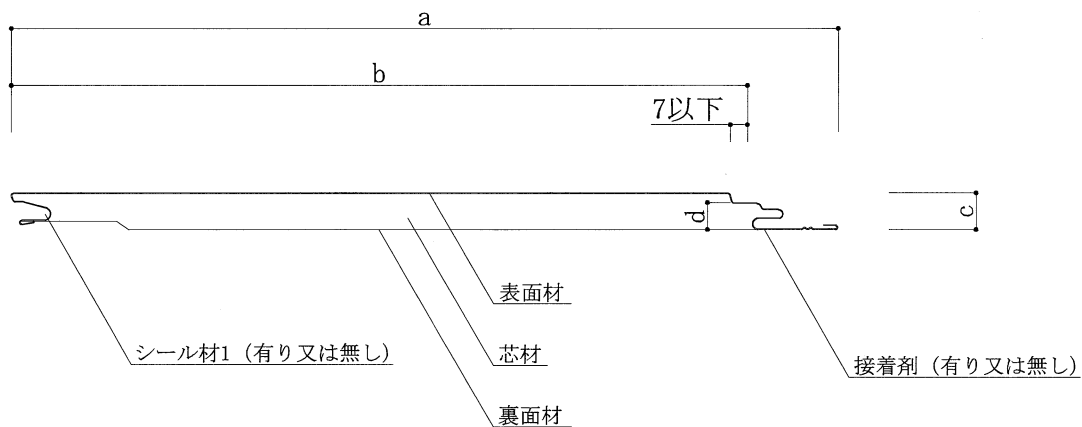 a
b
7以下
d
c
表面材
シール材1（有り又は無し）
芯材
接着剤（有り又は無し）
裏面材